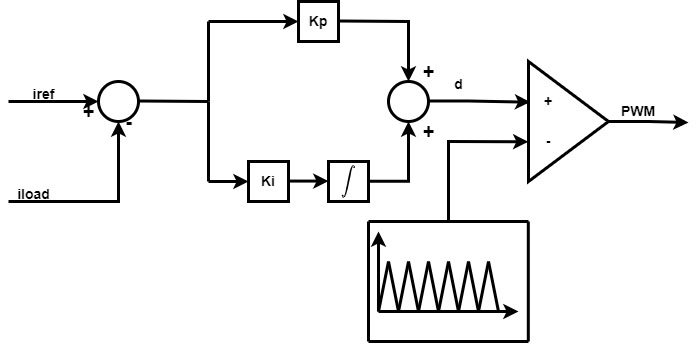 Kp
+
iref
+
d
+
-
+
PWM
-
Ki
∫
iload